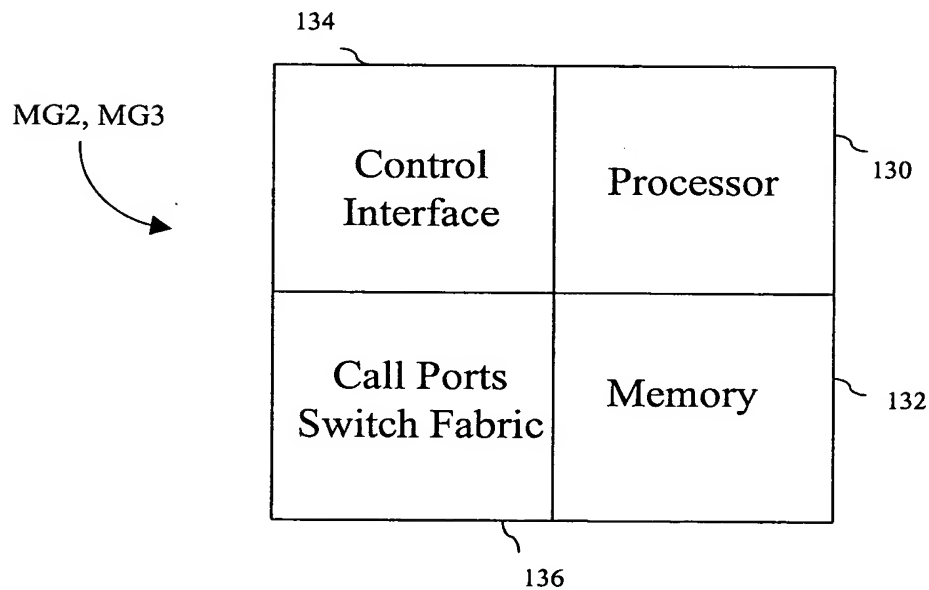 134
MG2, MG3
Control
Interface
Processor
130
Call Ports
Switch Fabric
Memory
132
136